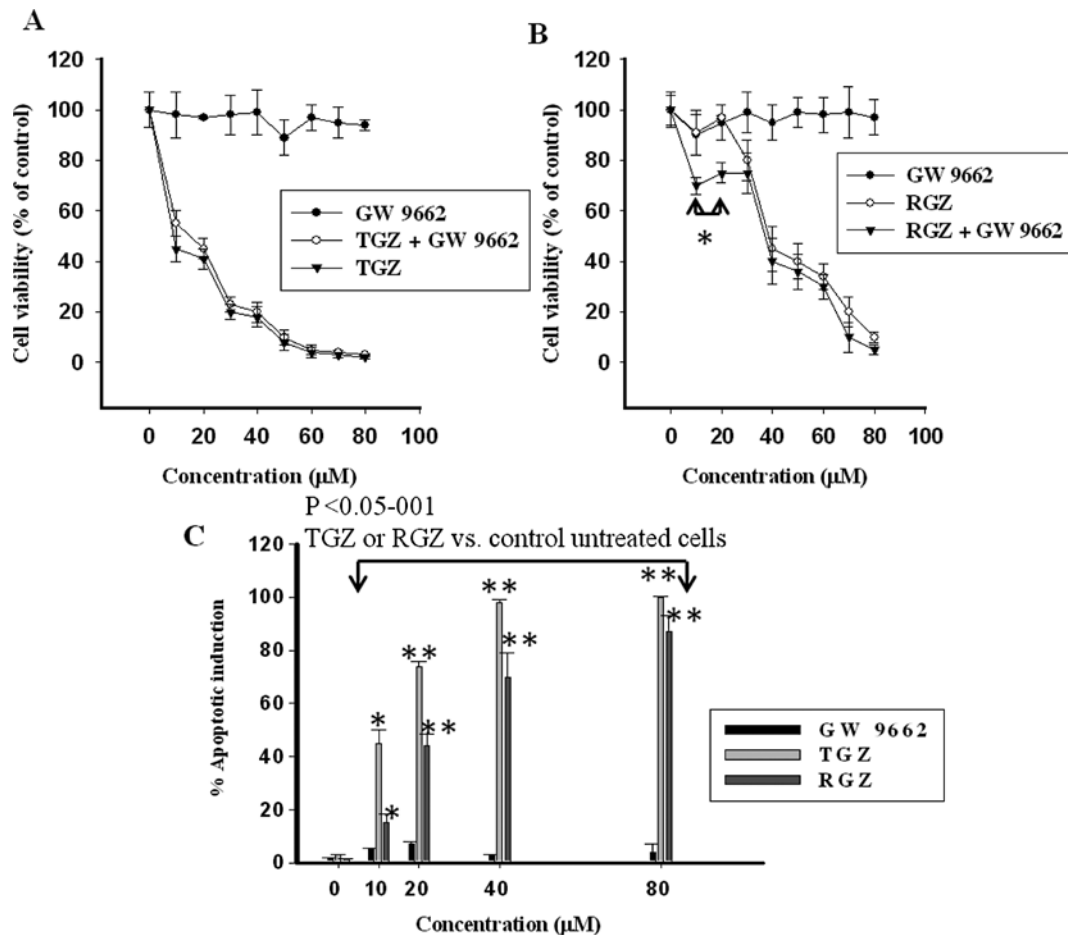 A
120
100
80
60
40
20
0
Cell viability (% of control)
GW 9662
TGZ + GW 9662
TGZ
0 20 40 60 80 100
Concentration (µM)
B
120
100
80
60
40
20
0
Cell viability (% of control)
GW 9662
RGZ
RGZ + GW 9662
*
0 20 40 60 80 100
Concentration (µM)
P<0.05-001
C
TGZ or RGZ vs. control untreated cells
120
100
80
60
40
20
0
% Apoptotic induction
*
*
**
**
**
**
**
**
GW 9662
TGZ
RGZ
0 10 20 40 80
Concentration (µM)